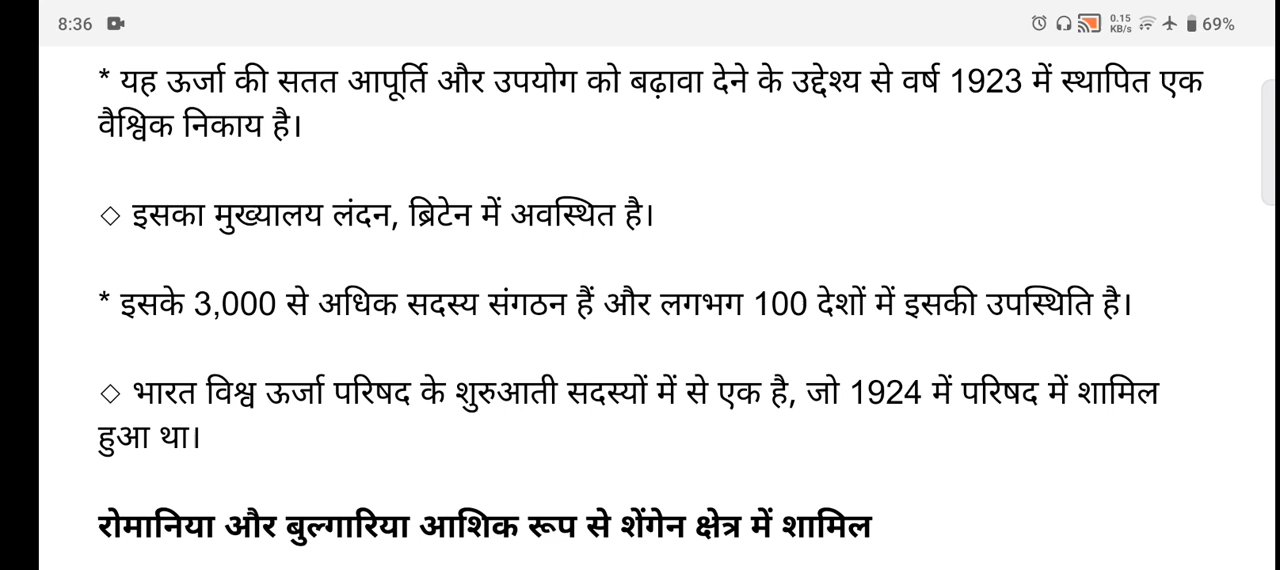 8:36 0.15 KB/s 69%
* यह ऊर्जा की सतत आपूर्ति और उपयोग को बढ़ावा देने के उद्देश्य से वर्ष 1923 में स्थापित एक
वैश्विक निकाय है।
◇ इसका मुख्यालय लंदन, ब्रिटेन में अवस्थित है।
* इसके 3,000 से अधिक सदस्य संगठन हैं और लगभग 100 देशों में इसकी उपस्थिति है।
◇ भारत विश्व ऊर्जा परिषद के शुरुआती सदस्यों में से एक है, जो 1924 में परिषद में शामिल
हुआ था।
रोमानिया और बुल्गारिया आशिक रूप से शेंगेन क्षेत्र में शामिल